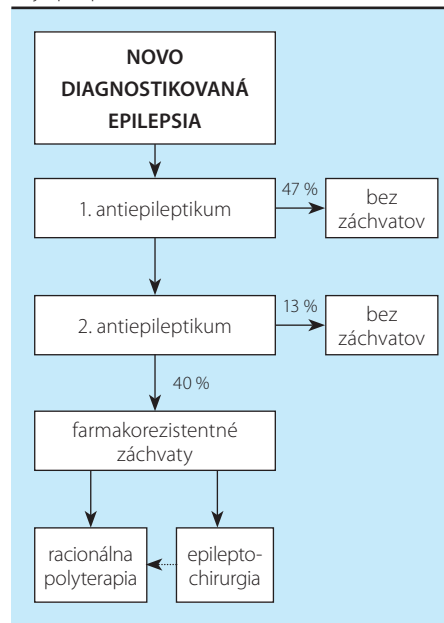 NOVO
DIAGNOSTIKOVANÁ
EPILEPSIA
1. antiepileptikum
47 %
bez
záchvatov
2. antiepileptikum
13 %
bez
záchvatov
40 %
farmakorezistentné
záchvaty
racionálna
polyterapia
epilepto-
chirurgia